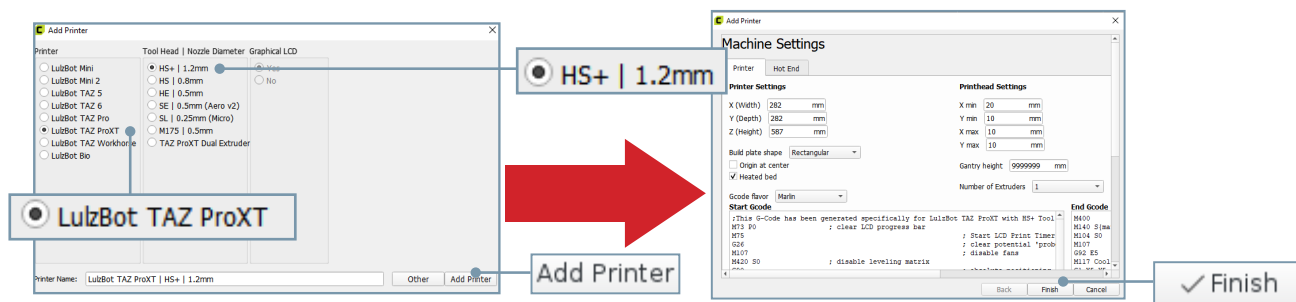 Add Printer
Printer
Tool Head | Nozzle Diameter
Graphical LCD
LulzBot Mini
LulzBot Mini 2
LulzBot TAZ 5
LulzBot TAZ 6
LulzBot TAZ Pro
LulzBot TAZ ProXT
LulzBot TAZ Workhorse
LulzBot Bio
HS+ | 1.2mm
HS | 0.8mm
HE | 0.5mm
SE | 0.5mm (Aero v2)
SL | 0.25mm (Micro)
M175 | 0.5mm
TAZ ProXT Dual Extruder
Yes
No
LulzBot TAZ ProXT
Printer Name: LulzBot TAZ ProXT | HS+ | 1.2mm
Other
Add Printer
HS+ | 1.2mm
Add Printer
Add Printer
Machine Settings
Printer
Hot End
Printer Settings
X (Width) 282 mm
Y (Depth) 282 mm
Z (Height) 587 mm
Build plate shape Rectangular
Origin at center
Heated bed
Gcode flavor Marlin
Printhead Settings
X min 20 mm
Y min 10 mm
X max 10 mm
Y max 10 mm
Gantry height 9999999 mm
Number of Extruders 1
Start Gcode
;This G-Code has been generated specifically for LulzBot TAZ ProXT with HS+ Tool
M73 P0 ; clear LCD progress bar
M75 ; Start LCD Print Timer
G26 ; clear potential "prob
M107 ; disable fans
M420 S0 ; disable leveling matrix
End Gcode
M400
M140 S{ma
M104 S0
M107
G92 E5
M117 Cool
Back
Finish
Cancel
Finish